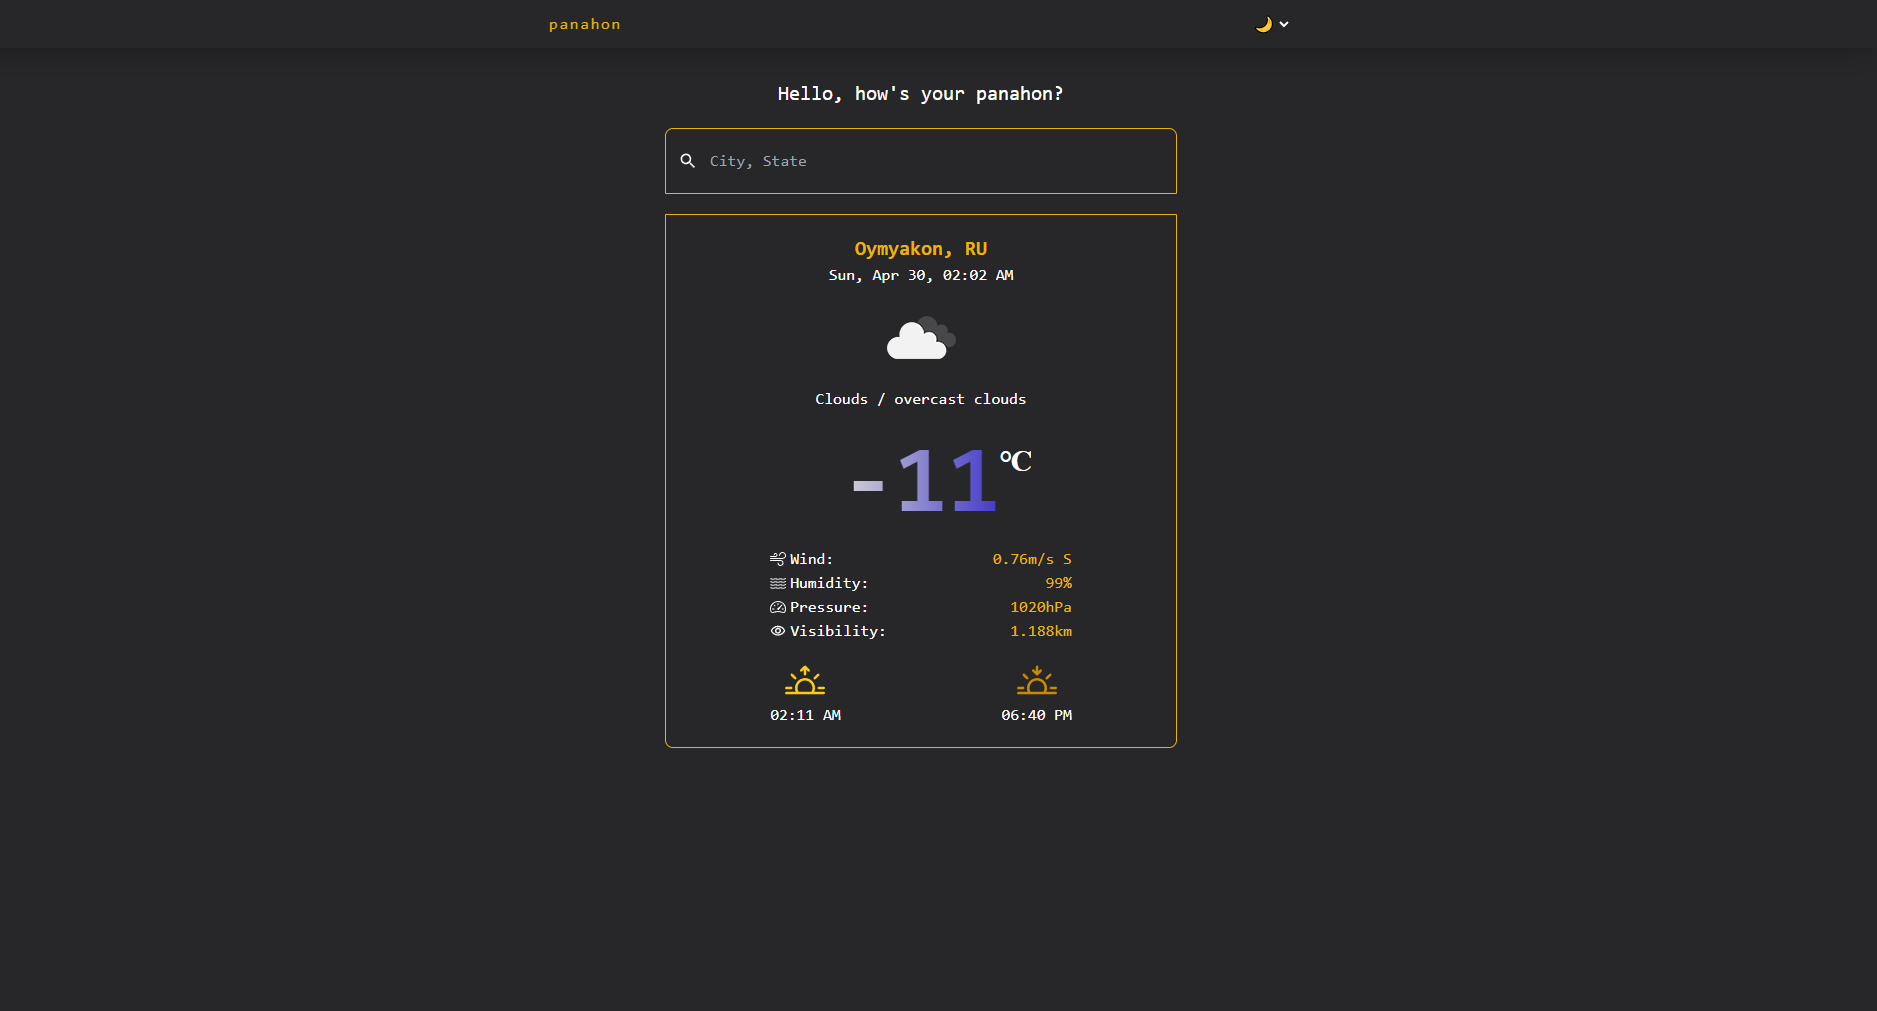 panahon
Hello, how's your panahon?
City, State
Oymyakon, RU
Sun, Apr 30, 02:02 AM
Clouds / overcast clouds
-11℃
Wind: 0.76m/s S
Humidity: 99%
Pressure: 1020hPa
Visibility: 1.188km
02:11 AM 06:40 PM